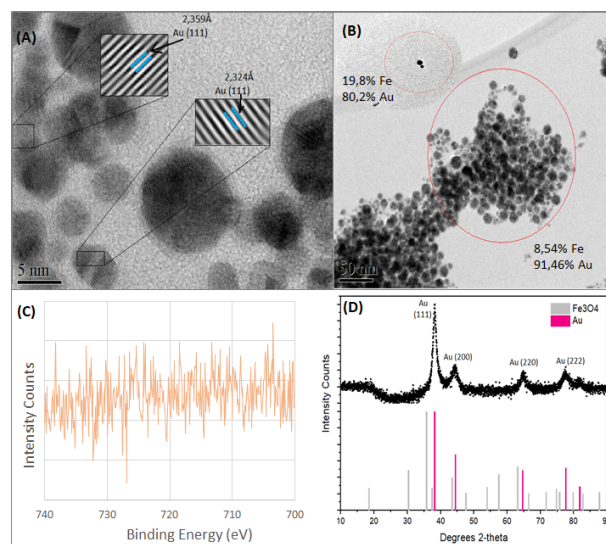 (A)
2,359Å
Au (111)
2,324Å
Au (111)
5 nm
(B)
19,8% Fe
80,2% Au
8,54% Fe
91,46% Au
50 nm
(C)
Intensity Counts
740
730
720
710
700
Binding Energy (eV)
(D)
Fe3O4
Au
Au
(111)
Au (200)
Au (220)
Au (222)
Intensity Counts
10
20
30
40
50
60
70
80
90
Degrees 2-theta